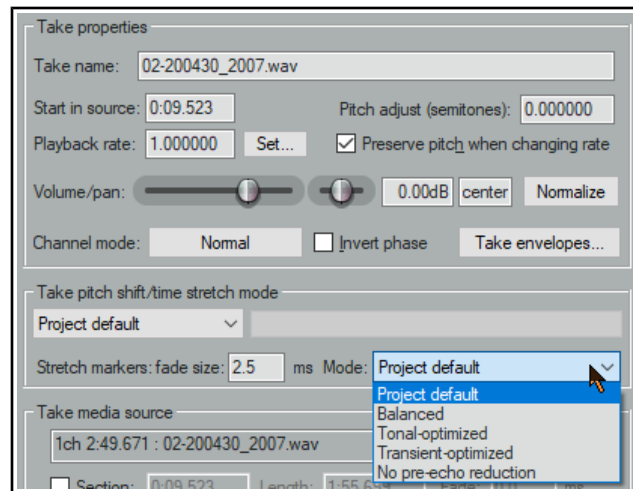 Take properties
Take name: 02-200430_2007.wav
Start in source: 0:09.523 Pitch adjust (semitones): 0.000000
Playback rate: 1.000000 Set... Preserve pitch when changing rate
Volume/pan: 0.00dB center Normalize
Channel mode: Normal Invert phase Take envelopes...
Take pitch shift/time stretch mode
Project default
Stretch markers: fade size: 2.5 ms Mode: Project default
Project default
Balanced
Take media source
Tonal-optimized
1ch 2:49.671 : 02-200430_2007.wav
Transient-optimized
No pre-echo reduction
Section: 0:09.523 Length: Fade: ms